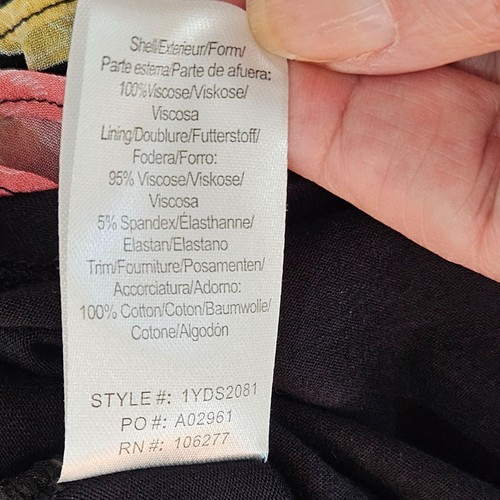 Shell/Exterieur/Form/
Parte esterna/Parte de afuera:
100%Viscose/Viskose/
Viscosa
Lining/Doublure/Futterstoff/
Fodera/Forro:
95% Viscose/Viskose/
Viscosa
5% Spandex/Élasthanne/
Elastan/Elastano
Trim/Fourniture/Posamenten/
Accorciatura/Adorno:
100% Cotton/Coton/Baumwolle/
Cotone/Algodón
STYLE#: 1YDS2081
PO#: A02961
RN#: 106277